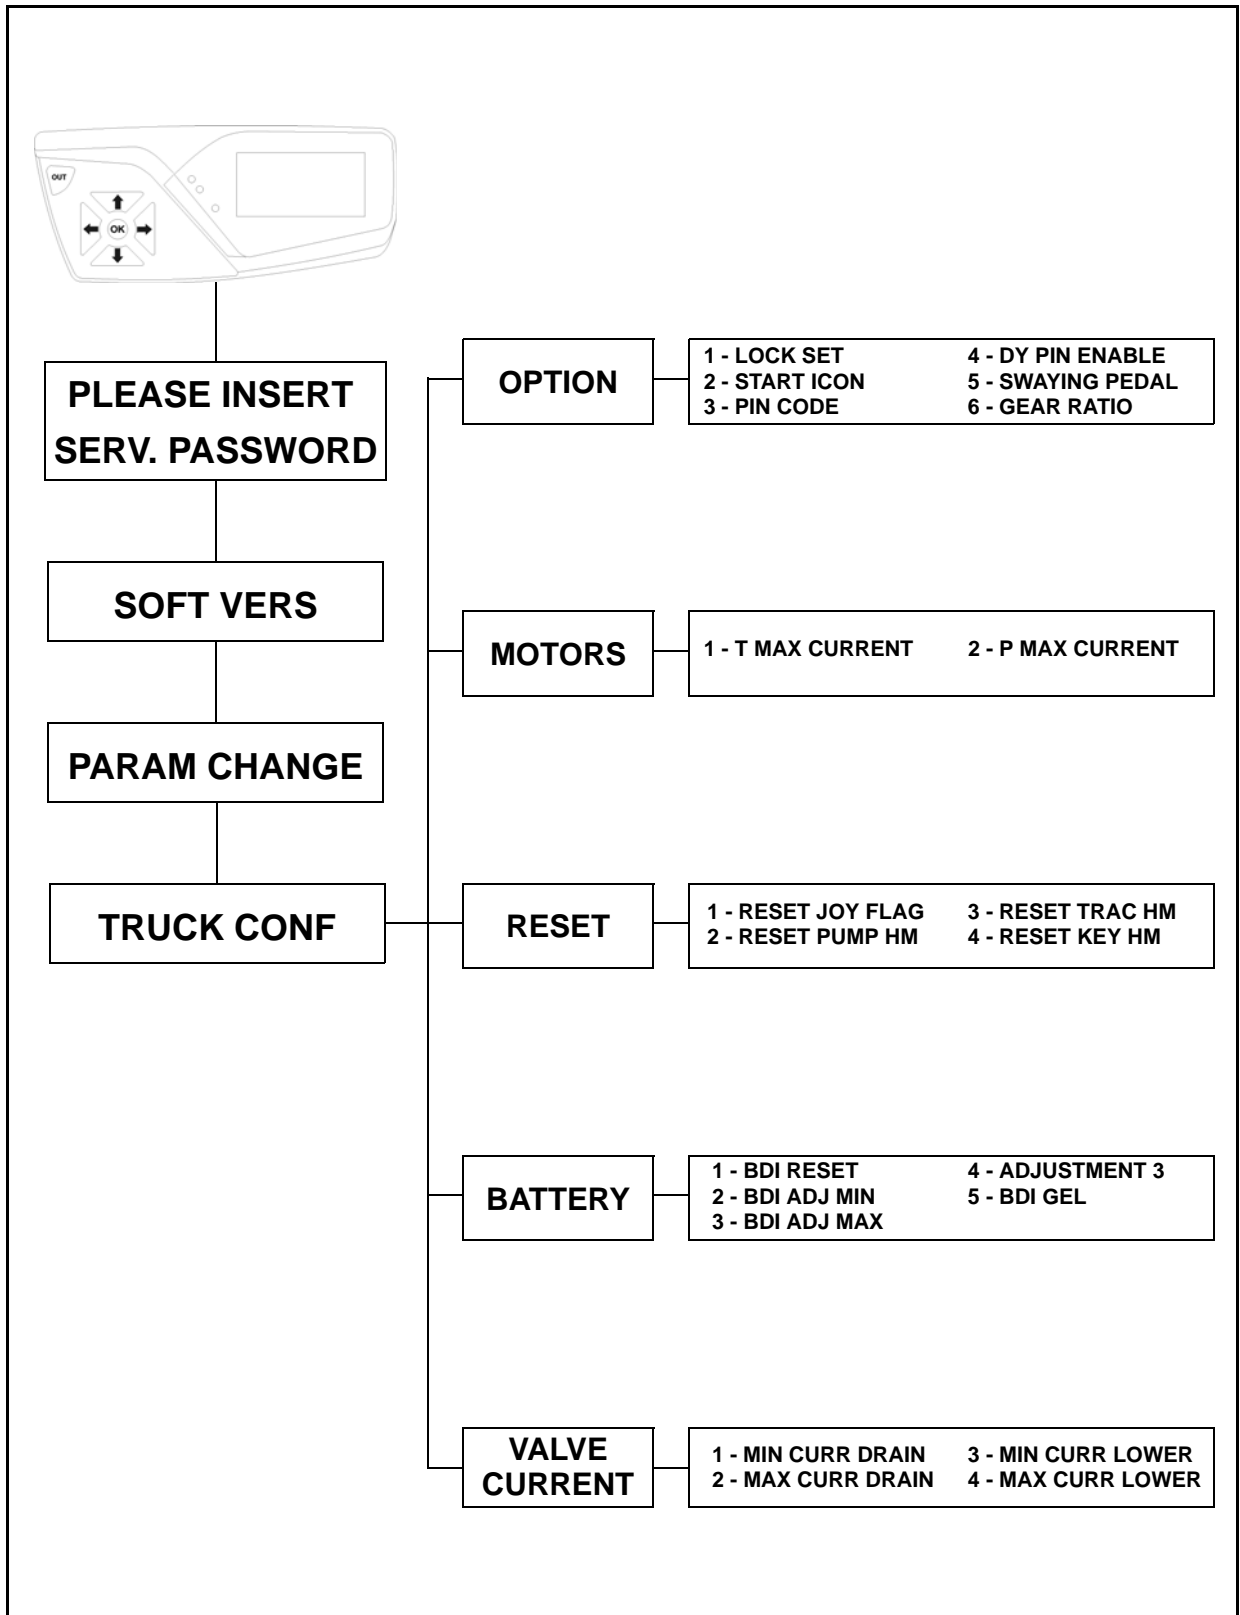 OUT
OK
PLEASE INSERT
SERV. PASSWORD
SOFT VERS
PARAM CHANGE
TRUCK CONF
OPTION
1 - LOCK SET 4 - DY PIN ENABLE
2 - START ICON 5 - SWAYING PEDAL
3 - PIN CODE 6 - GEAR RATIO
MOTORS
1 - T MAX CURRENT 2 - P MAX CURRENT
RESET
1 - RESET JOY FLAG 3 - RESET TRAC HM
2 - RESET PUMP HM 4 - RESET KEY HM
BATTERY
1 - BDI RESET 4 - ADJUSTMENT 3
2 - BDI ADJ MIN 5 - BDI GEL
3 - BDI ADJ MAX
VALVE
CURRENT
1 - MIN CURR DRAIN 3 - MIN CURR LOWER
2 - MAX CURR DRAIN 4 - MAX CURR LOWER